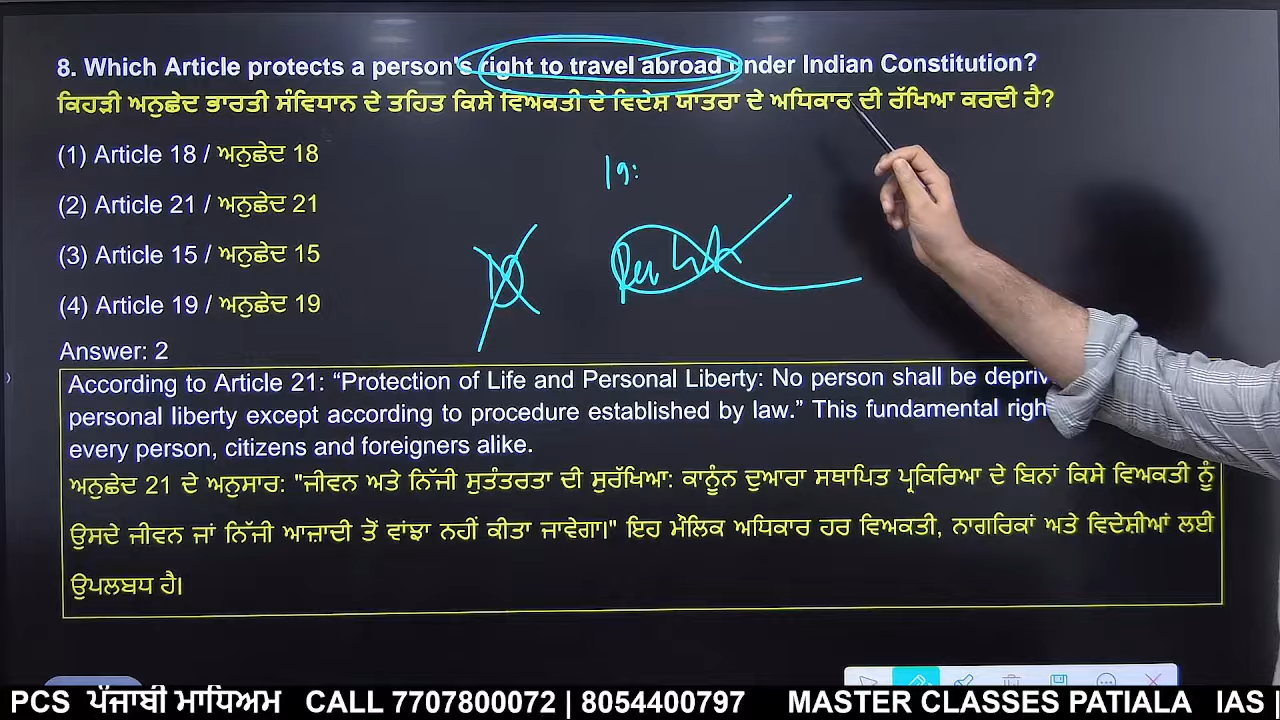 8. Which Article protects a person's right to travel abroad under Indian Constitution?
ਕਿਹੜੀ ਅਨੁਛੇਦ ਭਾਰਤੀ ਸੰਵਿਧਾਨ ਦੇ ਤਹਿਤ ਕਿਸੇ ਵਿਅਕਤੀ ਦੇ ਵਿਦੇਸ਼ ਯਾਤਰਾ ਦੇ ਅਧਿਕਾਰ ਦੀ ਰੱਖਿਆ ਕਰਦੀ ਹੈ?
(1) Article 18 / ਅਨੁਛੇਦ 18
19:
(2) Article 21 / ਅਨੁਛੇਦ 21
(3) Article 15 / ਅਨੁਛੇਦ 15
(4) Article 19 / ਅਨੁਛੇਦ 19
Answer: 2
According to Article 21: “Protection of Life and Personal Liberty: No person shall be
personal liberty except according to procedure established by law.” This fundamental
every person, citizens and foreigners alike.
ਅਨੁਛੇਦ 21 ਦੇ ਅਨੁਸਾਰ: "ਜੀਵਨ ਅਤੇ ਨਿੱਜੀ ਸੁਤੰਤਰਤਾ ਦੀ ਸੁਰੱਖਿਆ: ਕਾਨੂੰਨ ਦੁਆਰਾ ਸਥਾਪਿਤ ਪ੍ਰਕਿਰਿਆ ਦੇ ਬਿਨਾਂ ਕਿਸੇ ਵਿਅਕਤੀ ਨੂੰ
ਉਸਦੇ ਜੀਵਨ ਜਾਂ ਨਿੱਜੀ ਆਜ਼ਾਦੀ ਤੋਂ ਵਾਂਝਾ ਨਹੀਂ ਕੀਤਾ ਜਾਵੇਗਾ।" ਇਹ ਮੌਲਿਕ ਅਧਿਕਾਰ ਹਰ ਵਿਅਕਤੀ, ਨਾਗਰਿਕਾਂ ਅਤੇ ਵਿਦੇਸ਼ੀਆਂ ਲਈ
ਉਪਲਬਧ ਹੈ।
PCS ਪੰਜਾਬੀ ਮਾਧਿਅਮ CALL 7707800072 | 8054400797 MASTER CLASSES PATIALA IAS